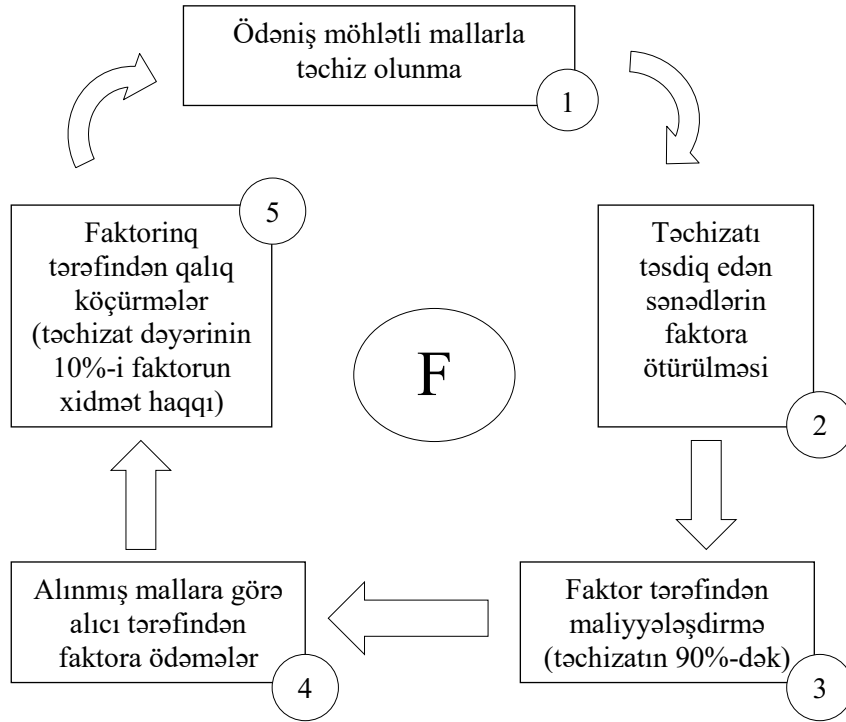 Ödəniş möhlətli mallarla
təchiz olunma
1
Təchizatı
təsdiq edən
sənədlərin
faktora
ötürülməsi
2
Faktor tərəfindən
maliyyələşdirmə
(təchizatın 90%-dək)
3
Alınmış mallara görə
alıcı tərəfindən
faktora ödəmələr
4
5
Faktorinq
tərəfindən qalıq
köçürmələr
(təchizat dəyərinin
10%-i faktorun
xidmət haqqı)
F